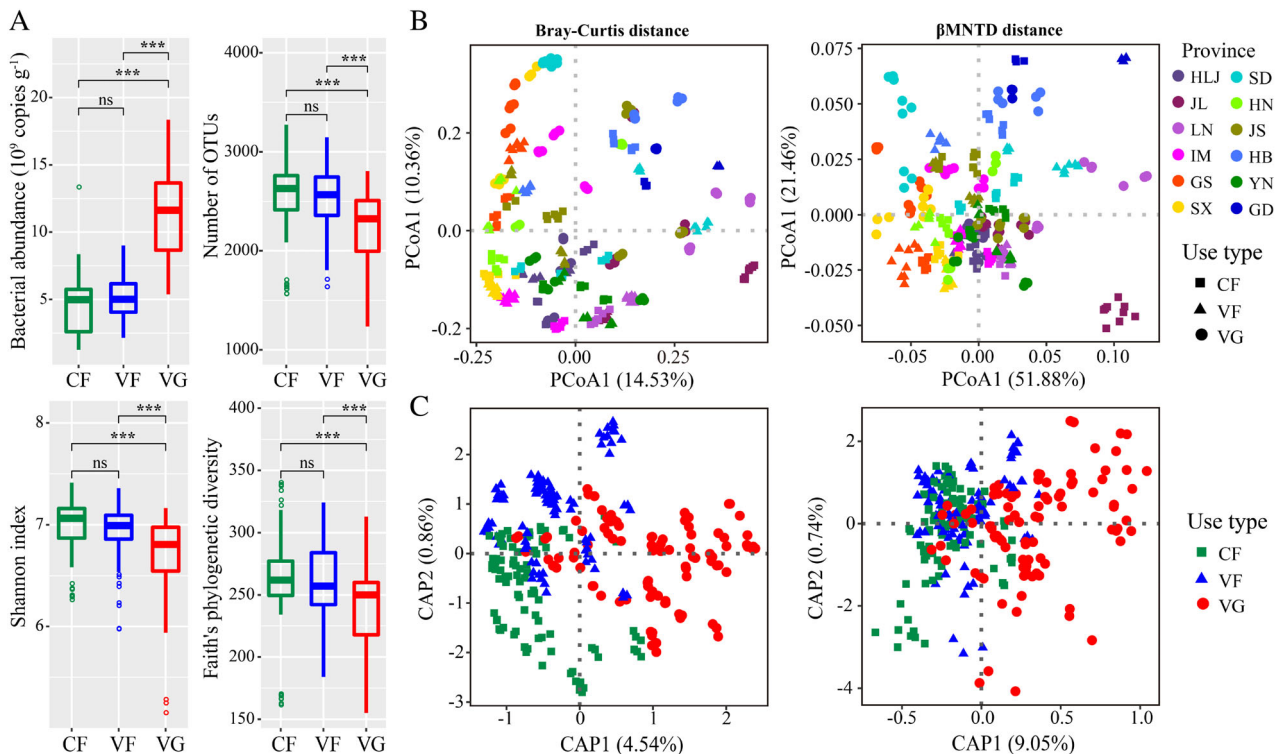 A
Bacterial abundance (10⁹ copies g⁻¹)
20
15
10
5
***
***
ns
CF VF VG
Number of OTUs
4000
3000
2000
1000
***
***
ns
CF VF VG
Shannon index
8
7
6
***
***
ns
CF VF VG
Faith's phylogenetic diversity
400
350
300
250
200
150
***
***
ns
CF VF VG
B
Bray-Curtis distance
PCoA1 (10.36%)
0.2
0.0
-0.2
-0.25 0.00 0.25
PCoA1 (14.53%)
βMNTD distance
PCoA1 (21.46%)
0.075
0.050
0.025
0.000
-0.025
-0.050
-0.05 0.00 0.05 0.10
PCoA1 (51.88%)
Province
HLJ SD
JL HN
LN JS
IM HB
GS YN
SX GD
Use type
CF
VF
VG
C
CAP2 (0.86%)
2
1
0
-1
-2
-3
-1 0 1 2
CAP1 (4.54%)
CAP2 (0.74%)
2
0
-2
-4
-0.5 0.0 0.5 1.0
CAP1 (9.05%)
Use type
CF
VF
VG